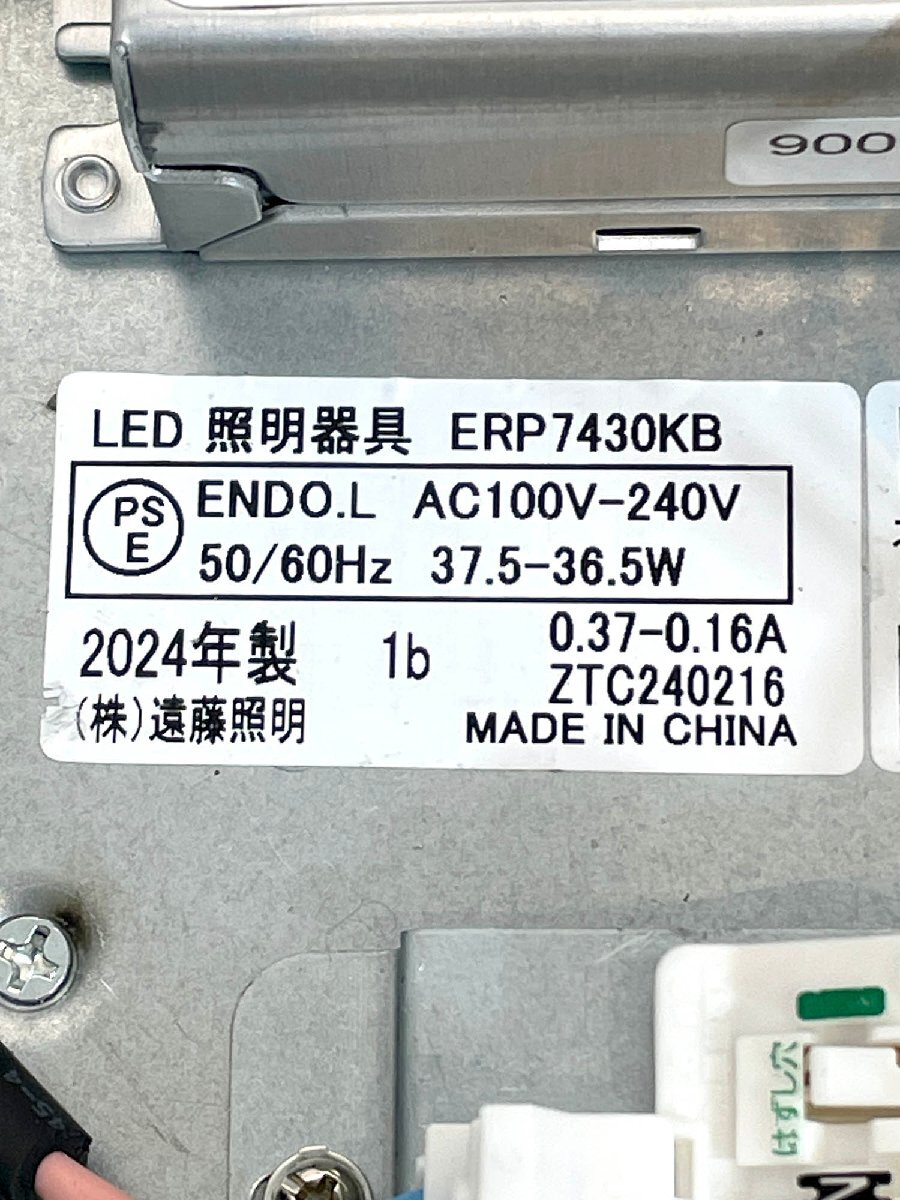 900
LED 照明器具 ERP7430KB
PS
E
ENDO.L AC100V-240V
50/60Hz 37.5-36.5W
2024年製 1b
0.37-0.16A
ZTC240216
(株)遠藤照明
MADE IN CHINA
はずし穴
N